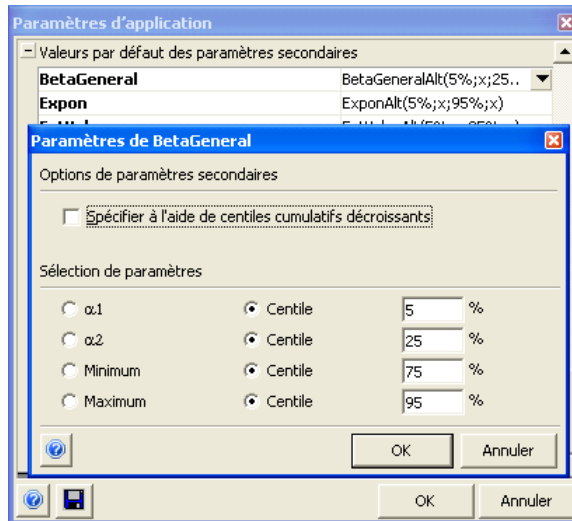 Paramètres d'application
Valeurs par défaut des paramètres secondaires
BetaGeneral BetaGeneralAlt(5%;x;25..
Expon ExponAlt(5%;x;95%;x)
Paramètres de BetaGeneral
Options de paramètres secondaires
Spécifier à l'aide de centiles cumulatifs décroissants
Sélection de paramètres
α1 Centile 5 %
α2 Centile 25 %
Minimum Centile 75 %
Maximum Centile 95 %
OK Annuler
OK Annuler